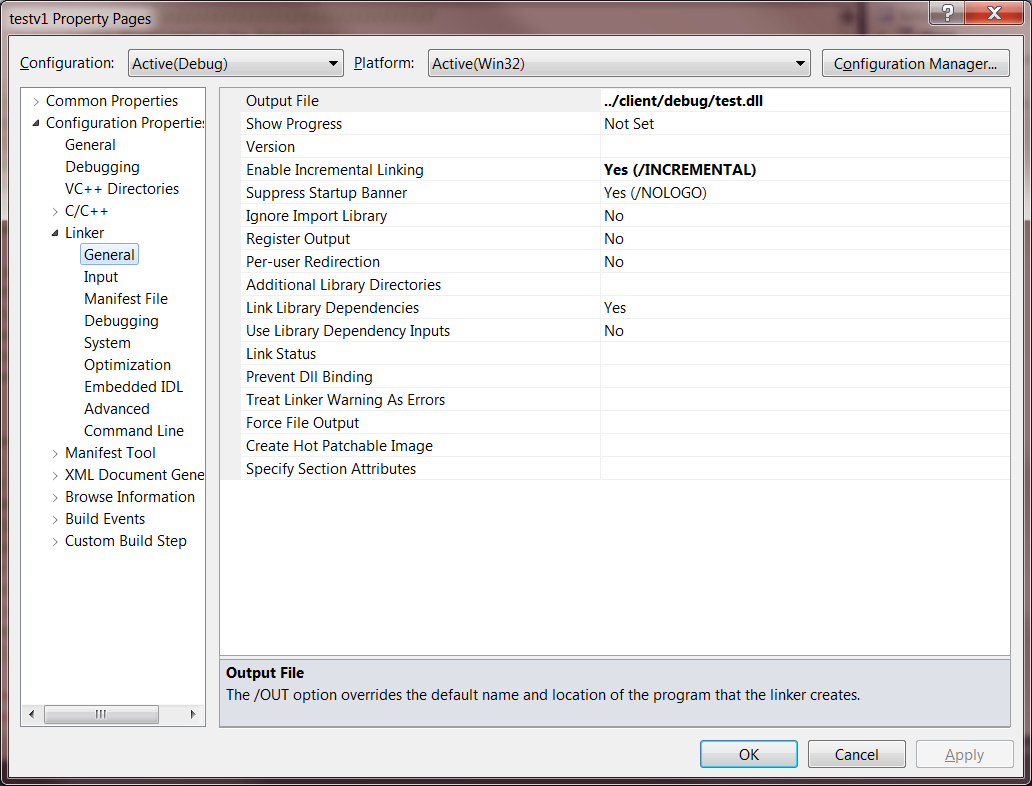 testv1 Property Pages
?
X
Configuration: Active(Debug) Platform: Active(Win32) Configuration Manager...
Common Properties
Configuration Propertie
General
Debugging
VC++ Directories
C/C++
Linker
General
Input
Manifest File
Debugging
System
Optimization
Embedded IDL
Advanced
Command Line
Manifest Tool
XML Document Gene
Browse Information
Build Events
Custom Build Step
Output File ../client/debug/test.dll
Show Progress Not Set
Version
Enable Incremental Linking Yes (/INCREMENTAL)
Suppress Startup Banner Yes (/NOLOGO)
Ignore Import Library No
Register Output No
Per-user Redirection No
Additional Library Directories
Link Library Dependencies Yes
Use Library Dependency Inputs No
Link Status
Prevent Dll Binding
Treat Linker Warning As Errors
Force File Output
Create Hot Patchable Image
Specify Section Attributes
Output File
The /OUT option overrides the default name and location of the program that the linker creates.
OK Cancel Apply